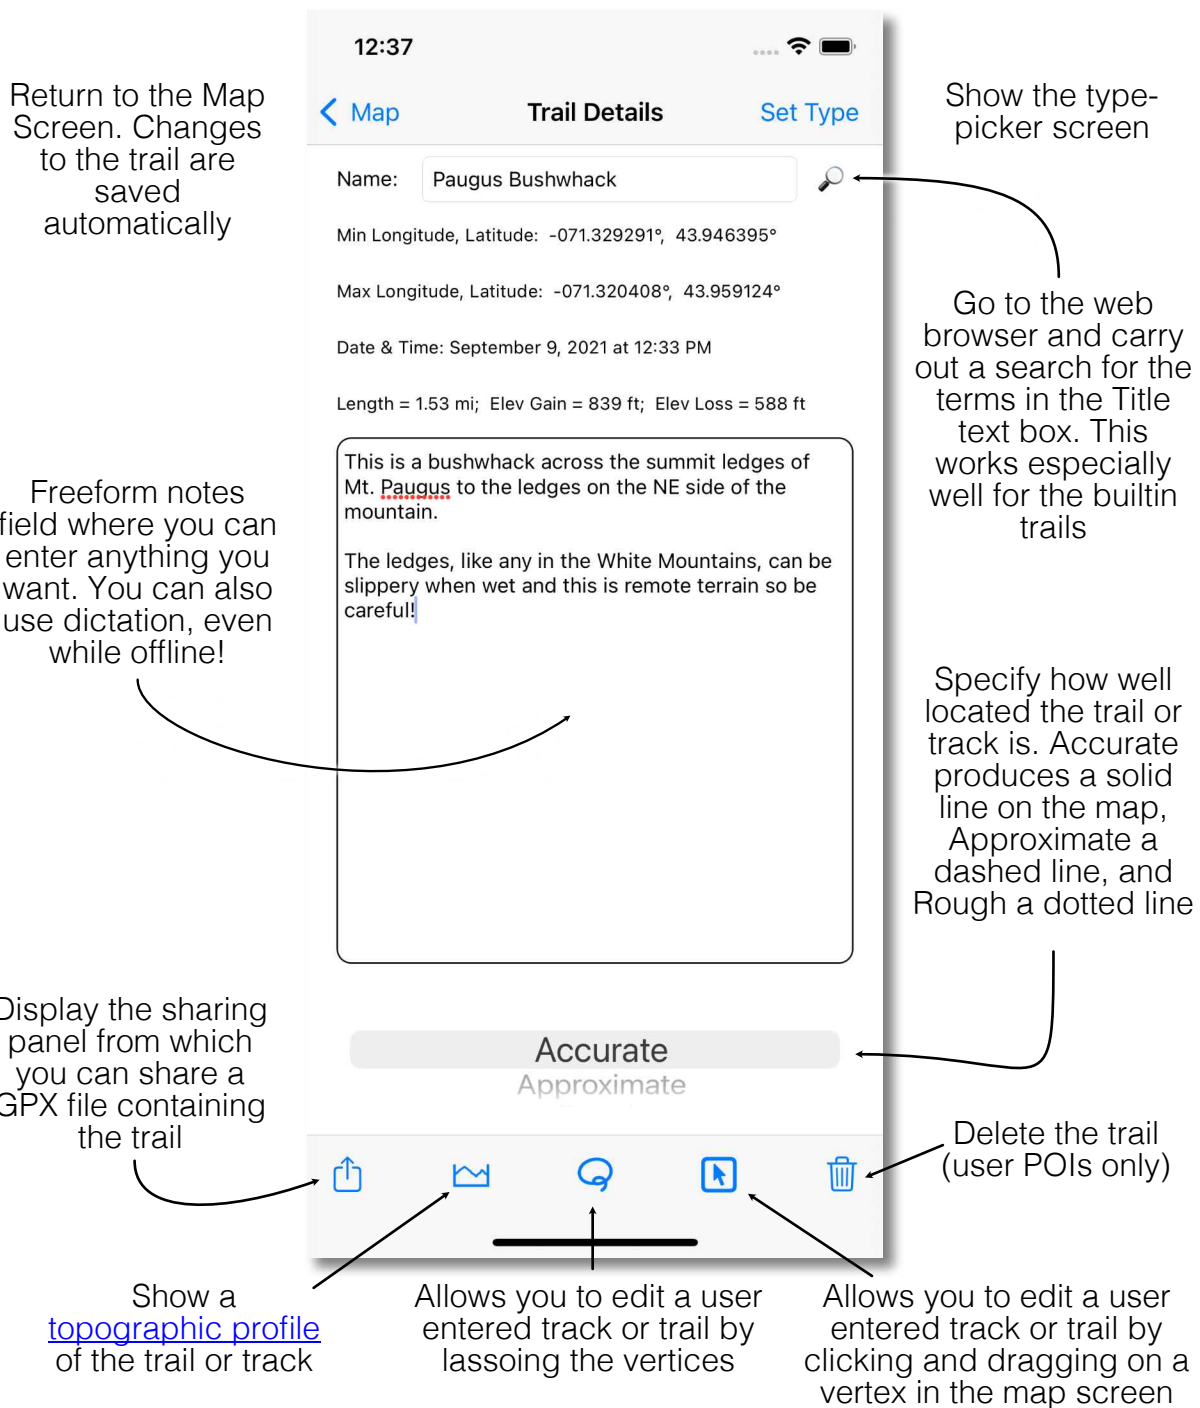 12:37
Return to the Map
Screen. Changes
to the trail are
saved
automatically
Map
Trail Details
Set Type
Show the type-
picker screen
Name:
Paugus Bushwhack
Min Longitude, Latitude: -071.329291°, 43.946395°
Max Longitude, Latitude: -071.320408°, 43.959124°
Date & Time: September 9, 2021 at 12:33 PM
Length = 1.53 mi; Elev Gain = 839 ft; Elev Loss = 588 ft
Go to the web
browser and carry
out a search for the
terms in the Title
text box. This
works especially
well for the builtin
trails
This is a bushwhack across the summit ledges of
Mt. Paugus to the ledges on the NE side of the
mountain.
The ledges, like any in the White Mountains, can be
slippery when wet and this is remote terrain so be
careful!
Freeform notes
field where you can
enter anything you
want. You can also
use dictation, even
while offline!
Specify how well
located the trail or
track is. Accurate
produces a solid
line on the map,
Approximate a
dashed line, and
Rough a dotted line
Display the sharing
panel from which
you can share a
GPX file containing
the trail
Accurate
Approximate
Delete the trail
(user POIs only)
Show a
topographic profile
of the trail or track
Allows you to edit a user
entered track or trail by
lassoing the vertices
Allows you to edit a user
entered track or trail by
clicking and dragging on a
vertex in the map screen